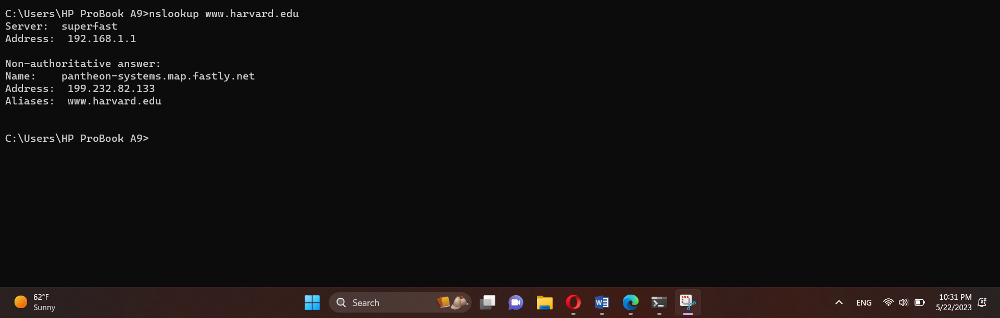 C:\Users\HP ProBook A9>nslookup www.harvard.edu
Server:  superfast
Address:  192.168.1.1

Non-authoritative answer:
Name:    pantheon-systems.map.fastly.net
Address:  199.232.82.133
Aliases:  www.harvard.edu

C:\Users\HP ProBook A9>
62°F
Sunny
Search
W
ENG
10:31 PM
5/22/2023